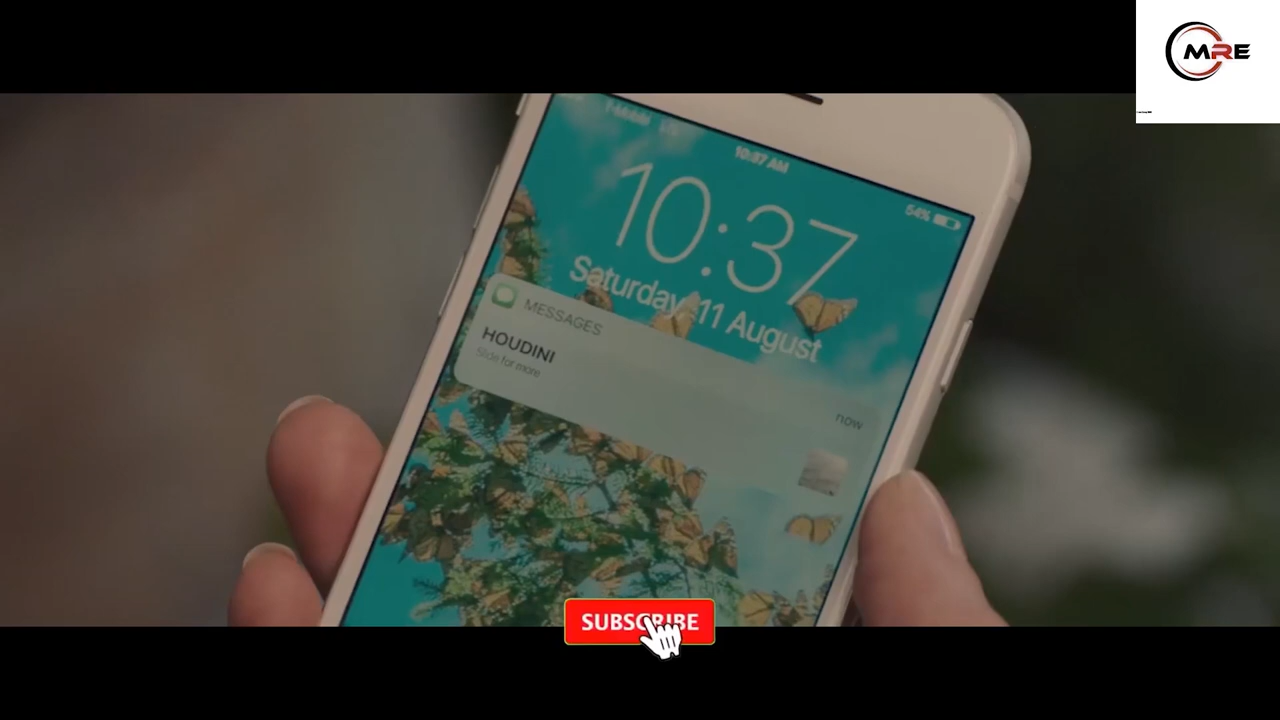 MRE
10:37 AM
54%
10:37
Saturday, 11 August
MESSAGES
HOUDINI
Slide for more
now
SUBSCRIBE